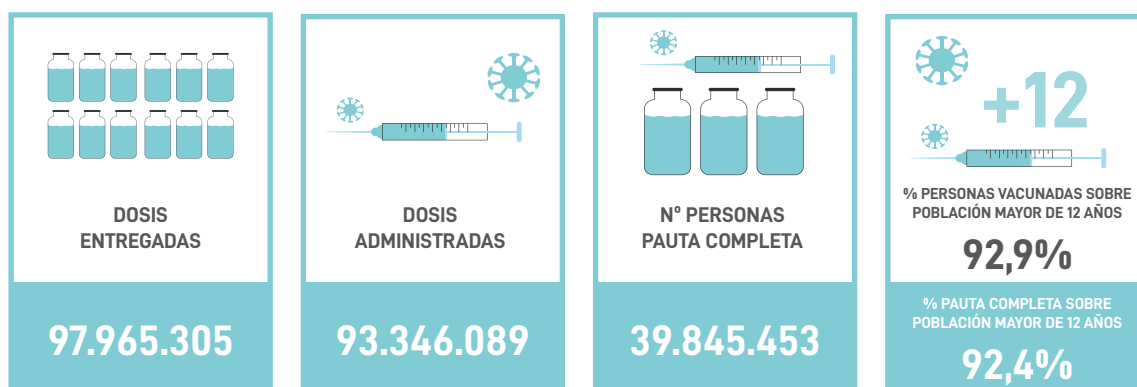 DOSIS
ENTREGADAS
97.965.305
DOSIS
ADMINISTRADAS
93.346.089
Nº PERSONAS
PAUTA COMPLETA
39.845.453
+12
% PERSONAS VACUNADAS SOBRE
POBLACIÓN MAYOR DE 12 AÑOS
92,9%
% PAUTA COMPLETA SOBRE
POBLACIÓN MAYOR DE 12 AÑOS
92,4%